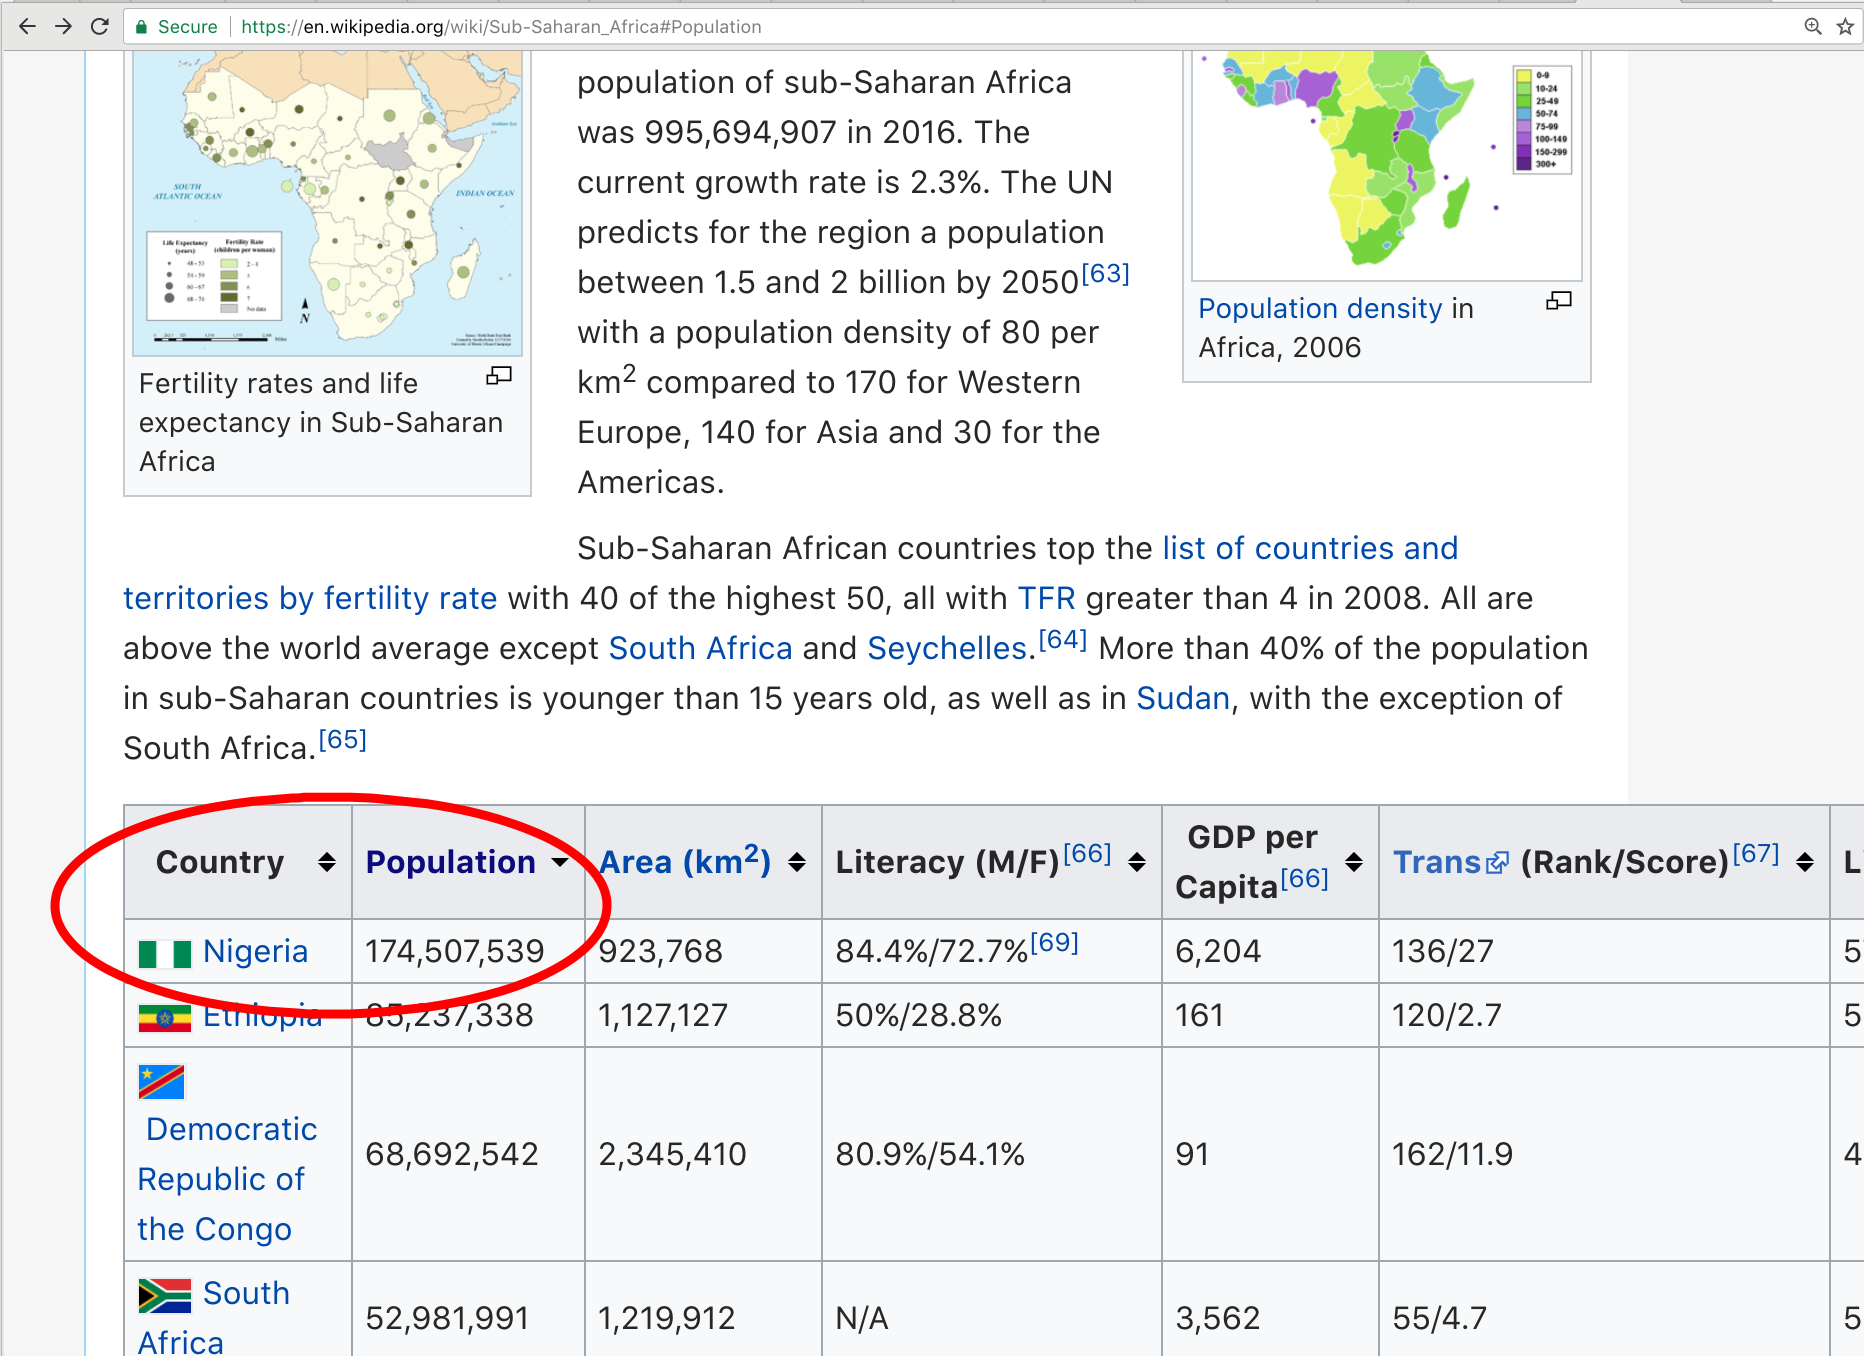 Secure https://en.wikipedia.org/wiki/Sub-Saharan_Africa#Population
SOUTH
ATLANTIC OCEAN
INDIAN OCEAN
Life Expectancy
(years)
Fertility Rate
(children per woman)
48 - 53
54 - 59
60 - 67
68 - 74
2 - 4
6
7
No data
N
Fertility rates and life
expectancy in Sub-Saharan
Africa
population of sub-Saharan Africa
was 995,694,907 in 2016. The
current growth rate is 2.3%. The UN
predicts for the region a population
between 1.5 and 2 billion by 2050[63]
with a population density of 80 per
km2 compared to 170 for Western
Europe, 140 for Asia and 30 for the
Americas.
0-9
10-24
25-49
50-74
75-99
100-149
150-299
300+
Population density in
Africa, 2006
Sub-Saharan African countries top the list of countries and
territories by fertility rate with 40 of the highest 50, all with TFR greater than 4 in 2008. All are
above the world average except South Africa and Seychelles.[64] More than 40% of the population
in sub-Saharan countries is younger than 15 years old, as well as in Sudan, with the exception of
South Africa.[65]
Country Population Area (km2) Literacy (M/F)[66] GDP per Capita[66] Trans (Rank/Score)[67]
Nigeria 174,507,539 923,768 84.4%/72.7%[69] 6,204 136/27
Ethiopia 85,237,338 1,127,127 50%/28.8% 161 120/2.7
Democratic
Republic of
the Congo
68,692,542 2,345,410 80.9%/54.1% 91 162/11.9
South
Africa
52,981,991 1,219,912 N/A 3,562 55/4.7